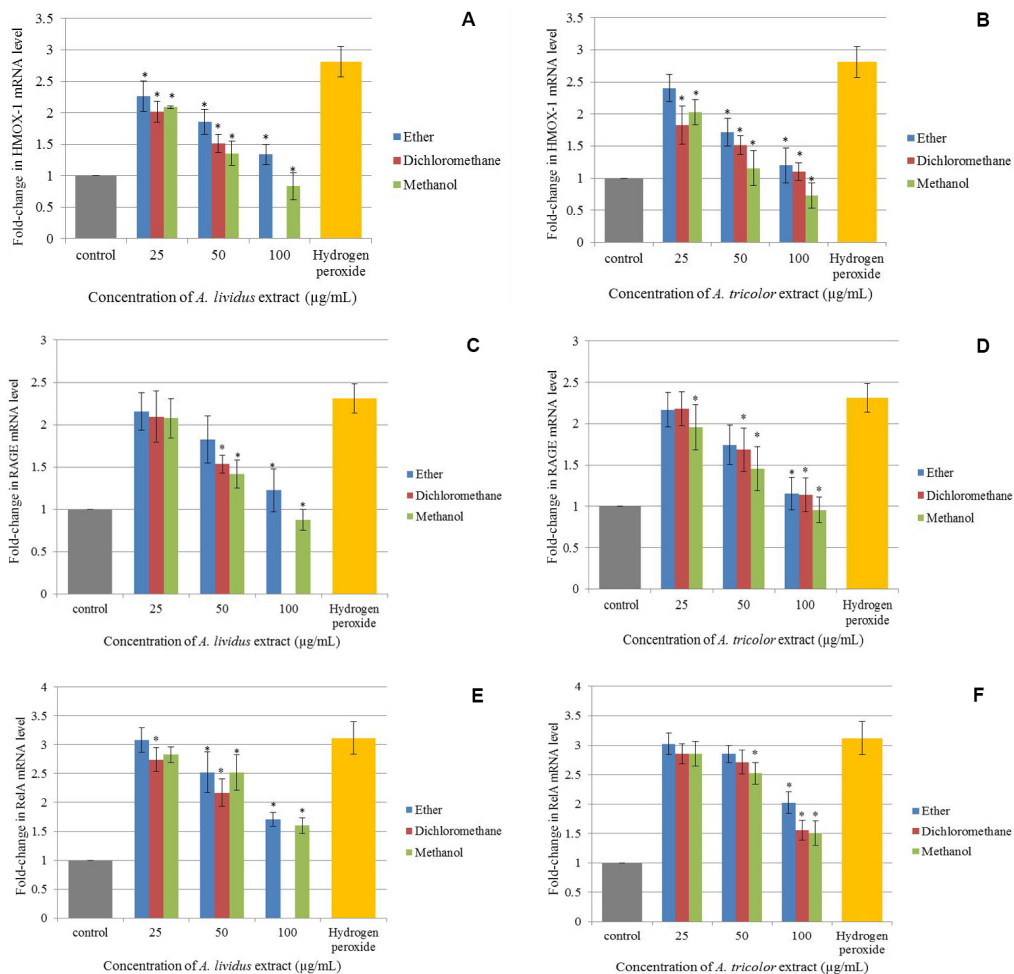 A
Fold-change in HMOX-1 mRNA level
3.5
3
2.5
2
1.5
1
0.5
0
* * *
* * *
* *
control 25 50 100 Hydrogen peroxide
Concentration of A. lividus extract (µg/mL)
Ether
Dichloromethane
Methanol
B
Fold-change in HMOX-1 mRNA level
3.5
3
2.5
2
1.5
1
0.5
0
* *
* * *
* * *
control 25 50 100 Hydrogen
peroxide
Concentration of A. tricolor extract (µg/mL)
Ether
Dichloromethane
Methanol
C
Fold-change in RAGE mRNA level
3
2.5
2
1.5
1
0.5
0
* *
* *
control 25 50 100 Hydrogen
peroxide
Concentration of A. lividus extract (µg/mL)
Ether
Dichloromethane
Methanol
D
Fold-change in RAGE mRNA level
3
2.5
2
1.5
1
0.5
0
*
* *
* * *
control 25 50 100 Hydrogen
peroxide
Concentration of A. tricolor extract (µg/mL)
Ether
Dichloromethane
Methanol
E
Fold-change in RelA mRNA level
4
3.5
3
2.5
2
1.5
1
0.5
0
*
* * *
* *
control 25 50 100 Hydrogen
peroxide
Concentration of A. lividus extract (µg/mL)
Ether
Dichloromethane
Methanol
F
Fold-change in RelA mRNA level
4
3.5
3
2.5
2
1.5
1
0.5
0
*
* * *
control 25 50 100 Hydrogen
peroxide
Concentration of A. tricolor extract (µg/mL)
Ether
Dichloromethane
Methanol